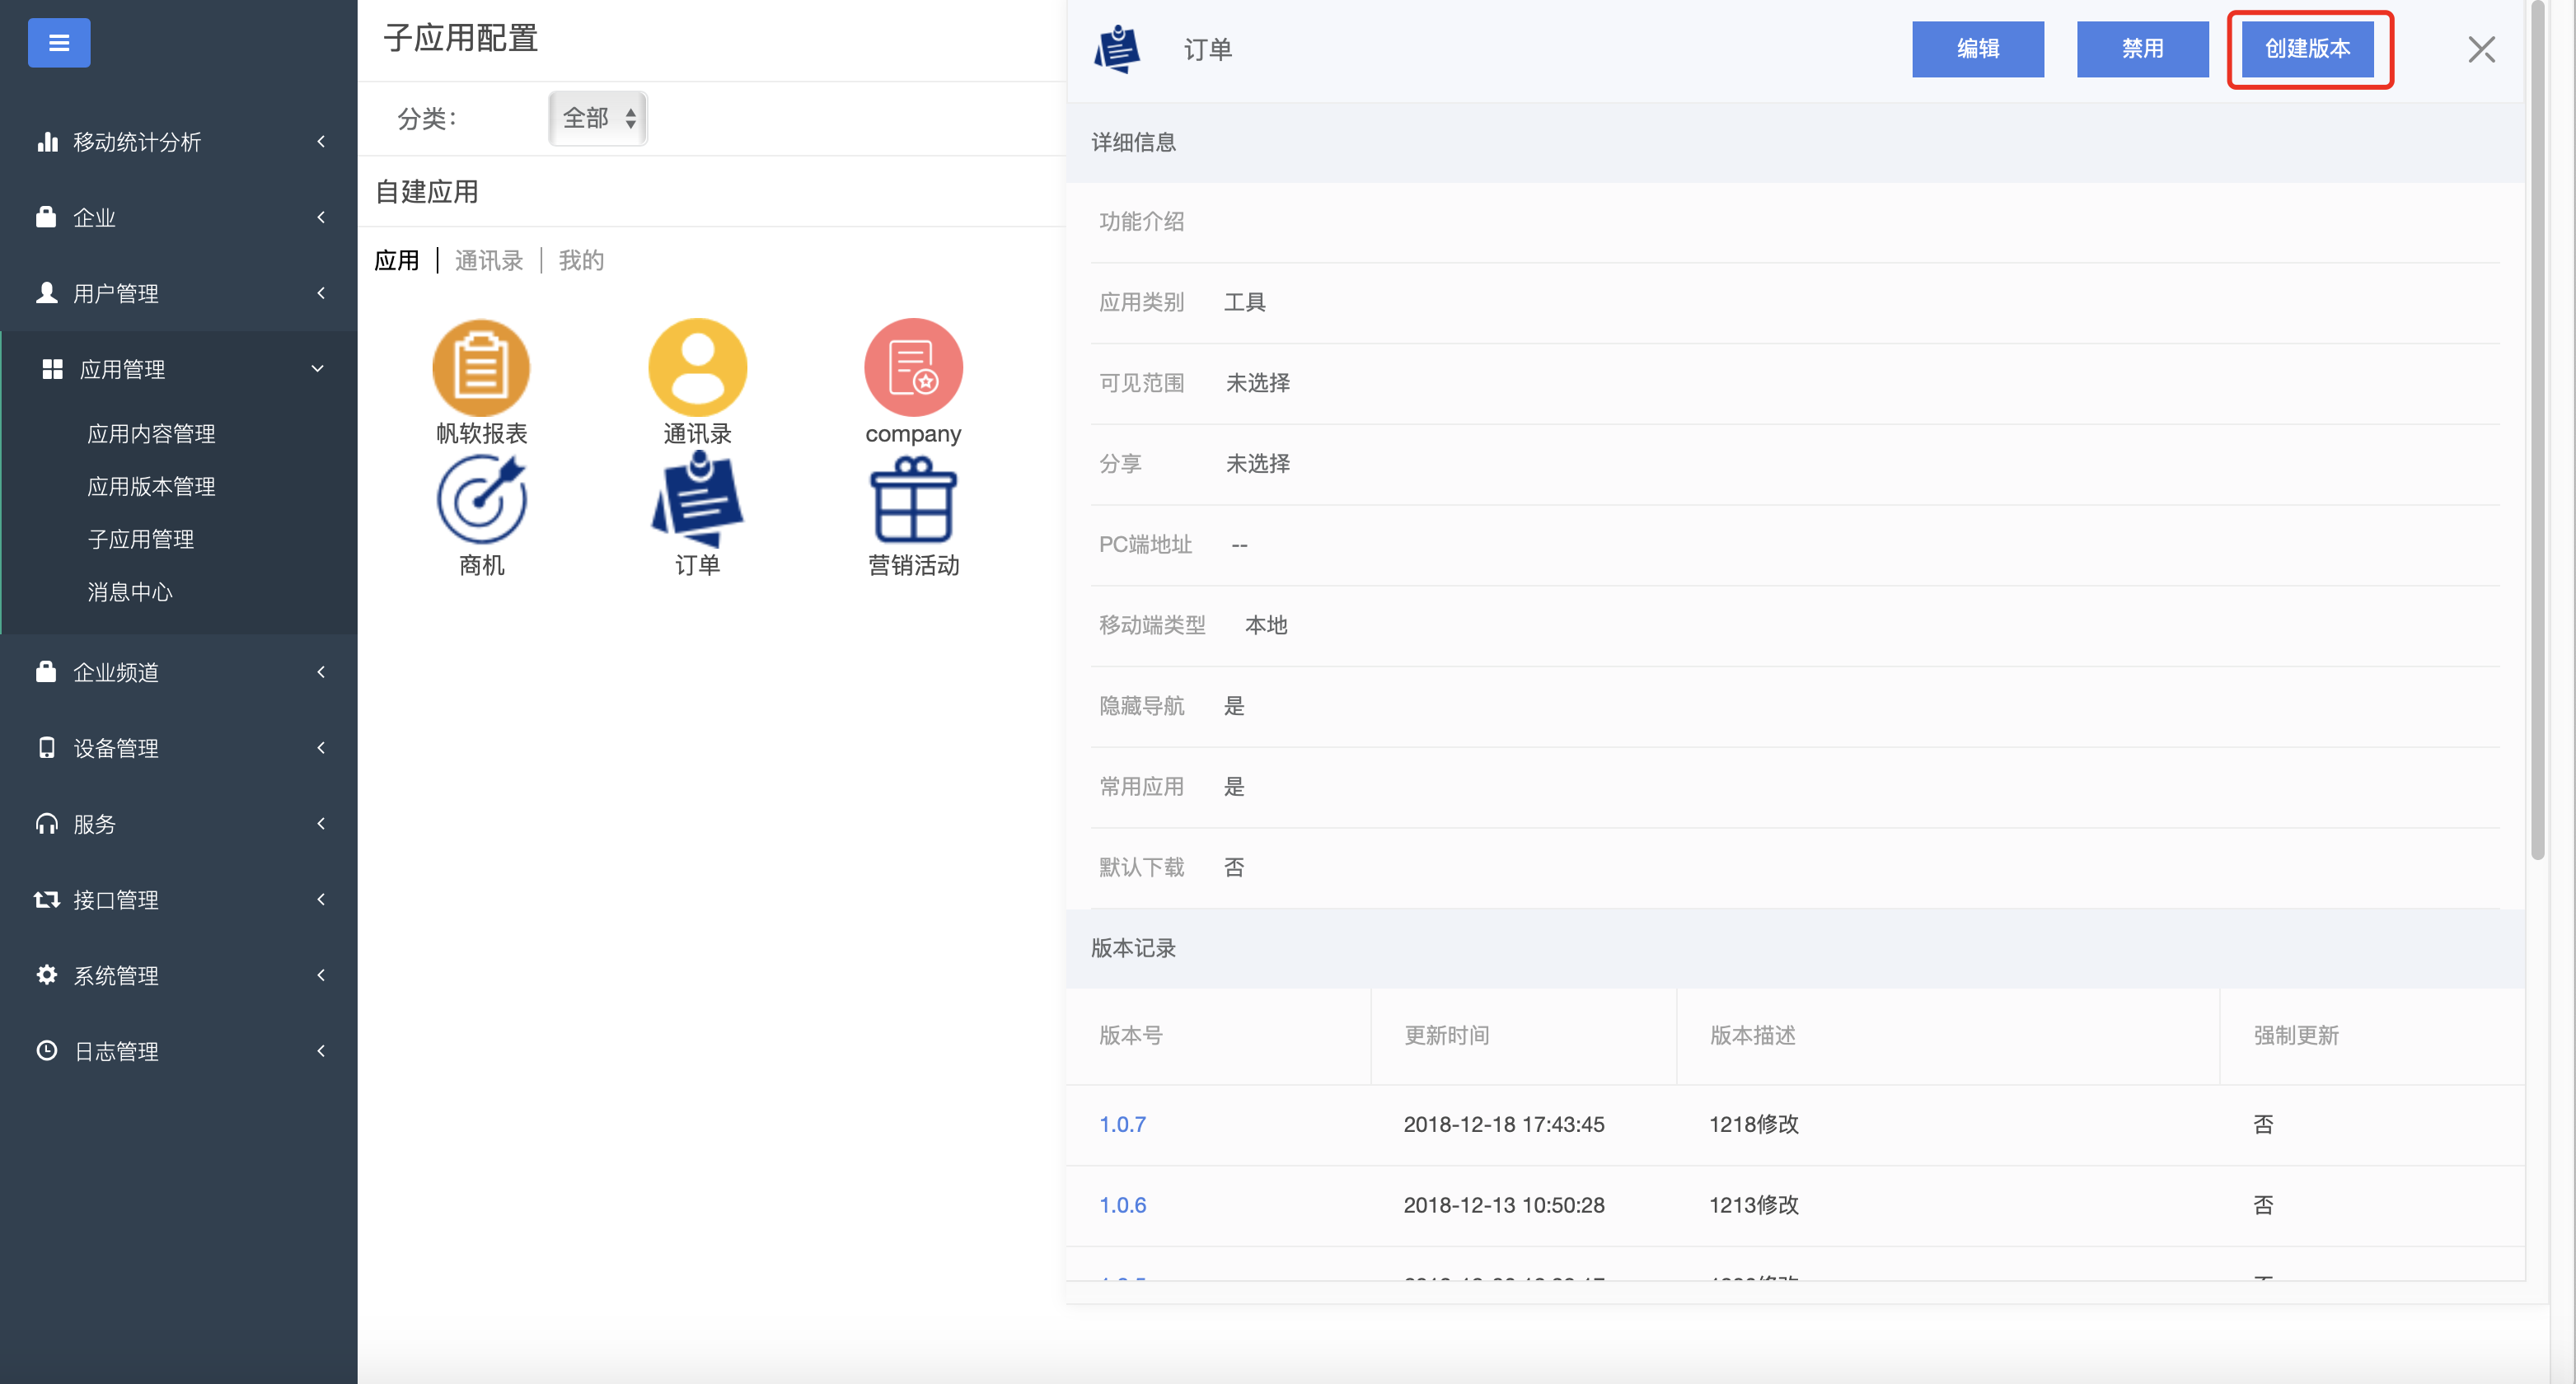 移动统计分析
企业
用户管理
应用管理
应用内容管理
应用版本管理
子应用管理
消息中心
企业频道
设备管理
服务
接口管理
系统管理
日志管理
子应用配置
分类：
全部
自建应用
应用 | 通讯录 | 我的
帆软报表
通讯录
company
商机
订单
营销活动
订单
编辑
禁用
创建版本
详细信息
功能介绍
应用类别 工具
可见范围 未选择
分享 未选择
PC端地址 --
移动端类型 本地
隐藏导航 是
常用应用 是
默认下载 否
版本记录
版本号 更新时间 版本描述 强制更新
1.0.7 2018-12-18 17:43:45 1218修改 否
1.0.6 2018-12-13 10:50:28 1213修改 否